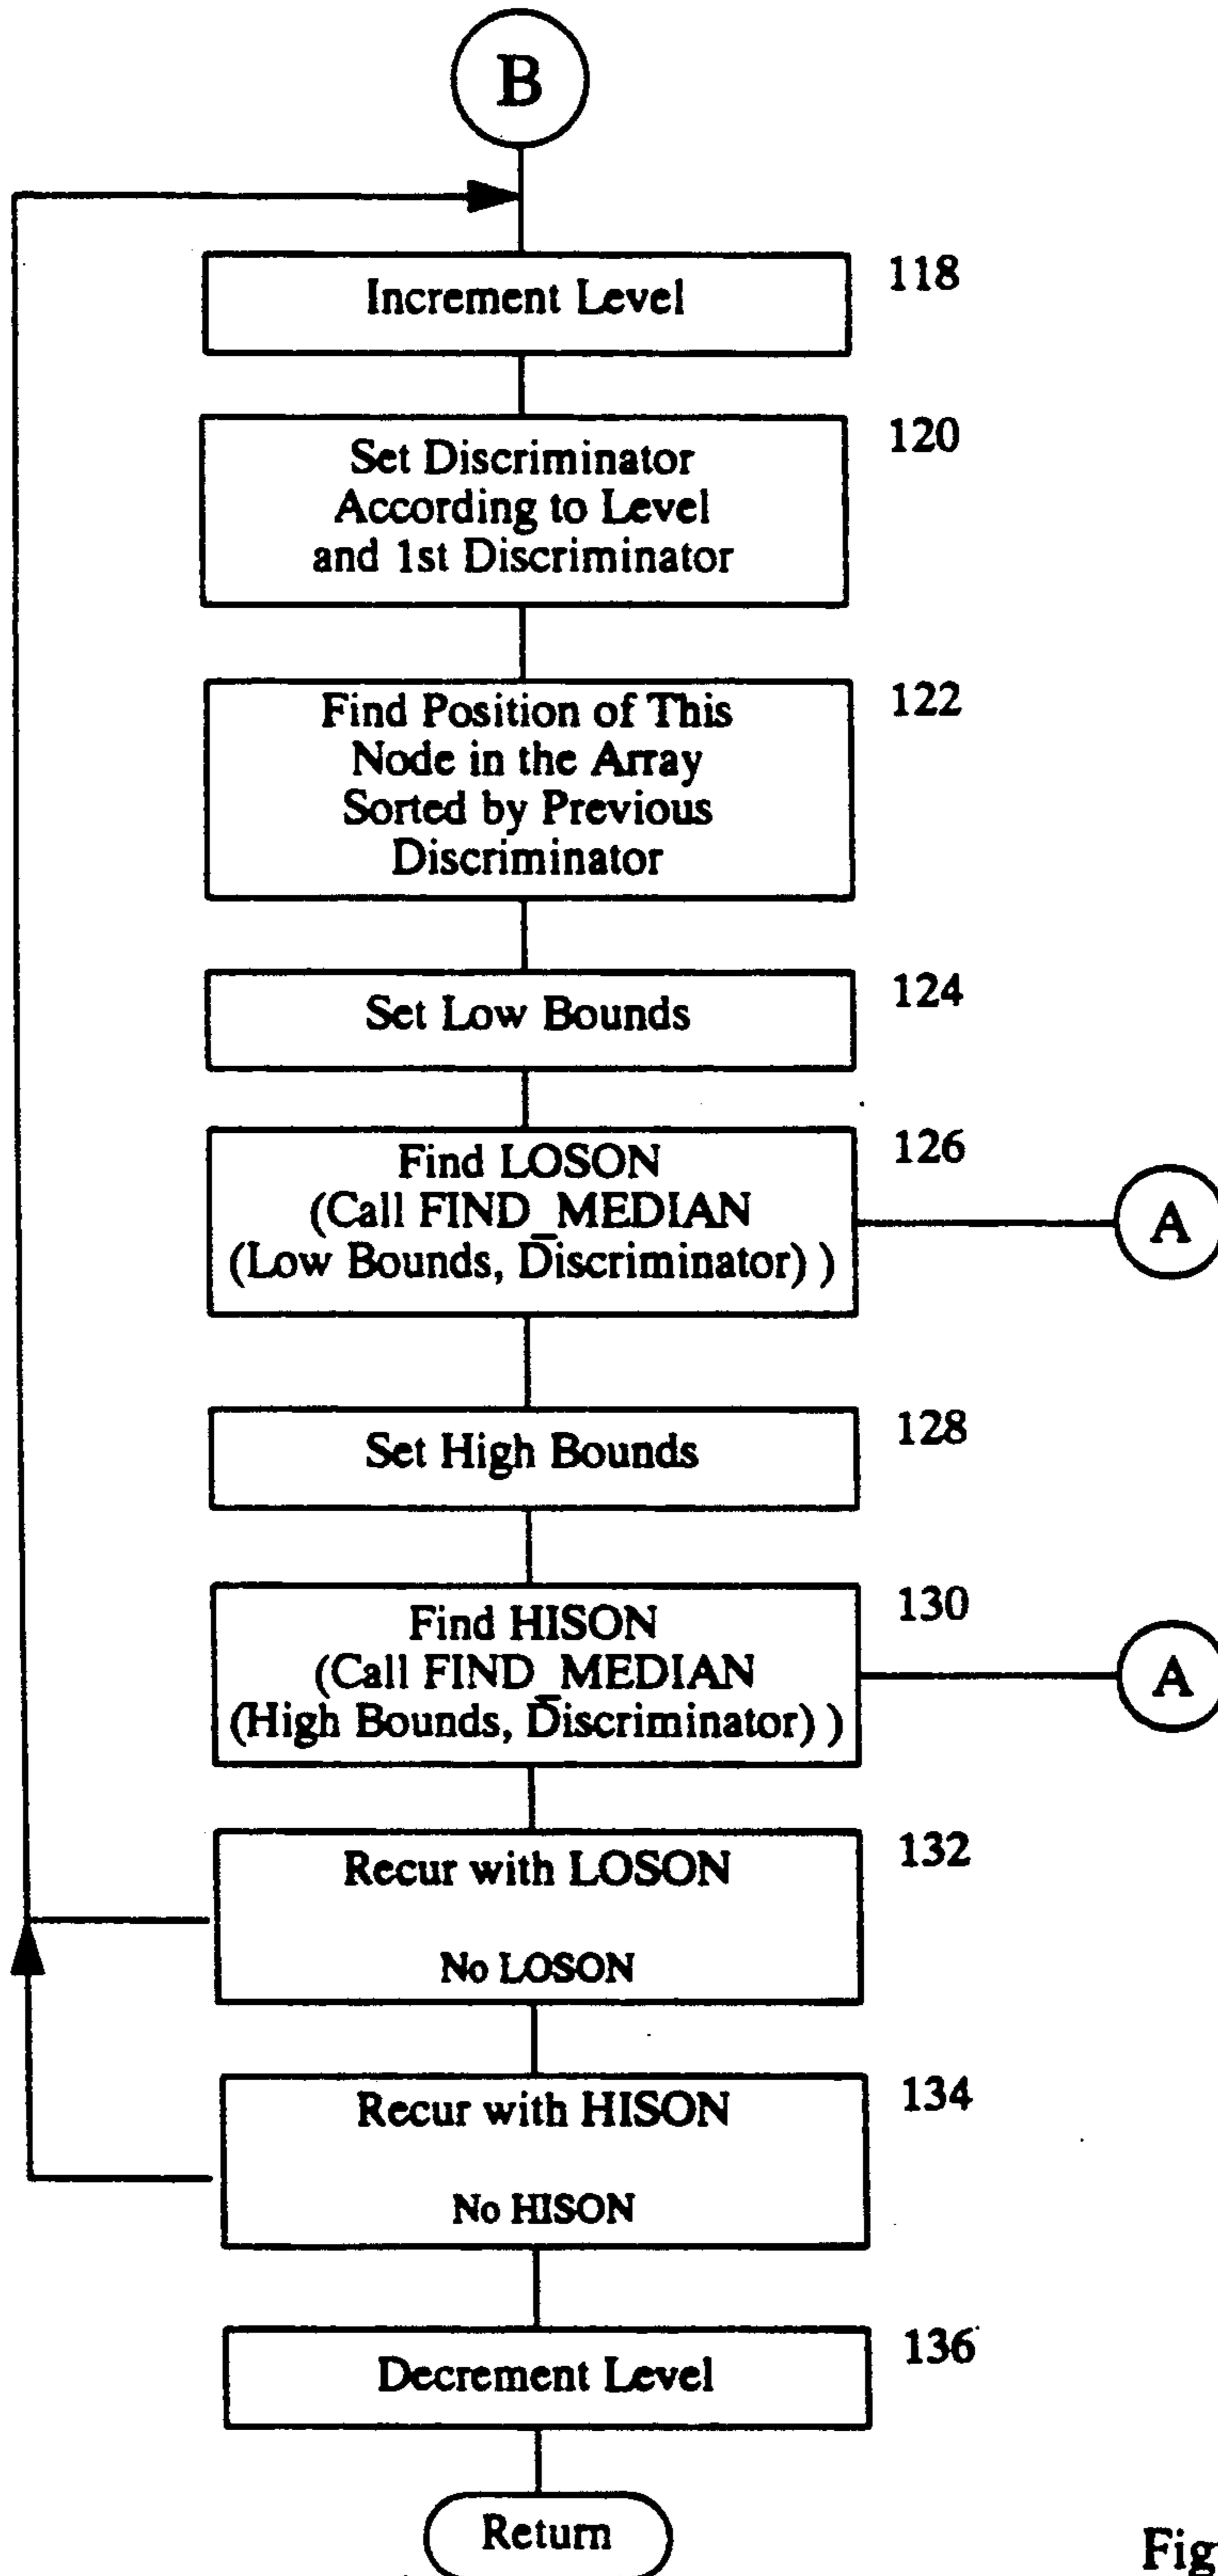 B
Increment Level
118
Set Discriminator
According to Level
and 1st Discriminator
120
Find Position of This
Node in the Array
Sorted by Previous
Discriminator
122
Set Low Bounds
124
Find LOSON
(Call FIND_MEDIAN
(Low Bounds, Discriminator) )
126
A
Set High Bounds
128
Find HISON
(Call FIND_MEDIAN
(High Bounds, Discriminator) )
130
A
Recur with LOSON
No LOSON
132
Recur with HISON
No HISON
134
Decrement Level
136
Return
Fig